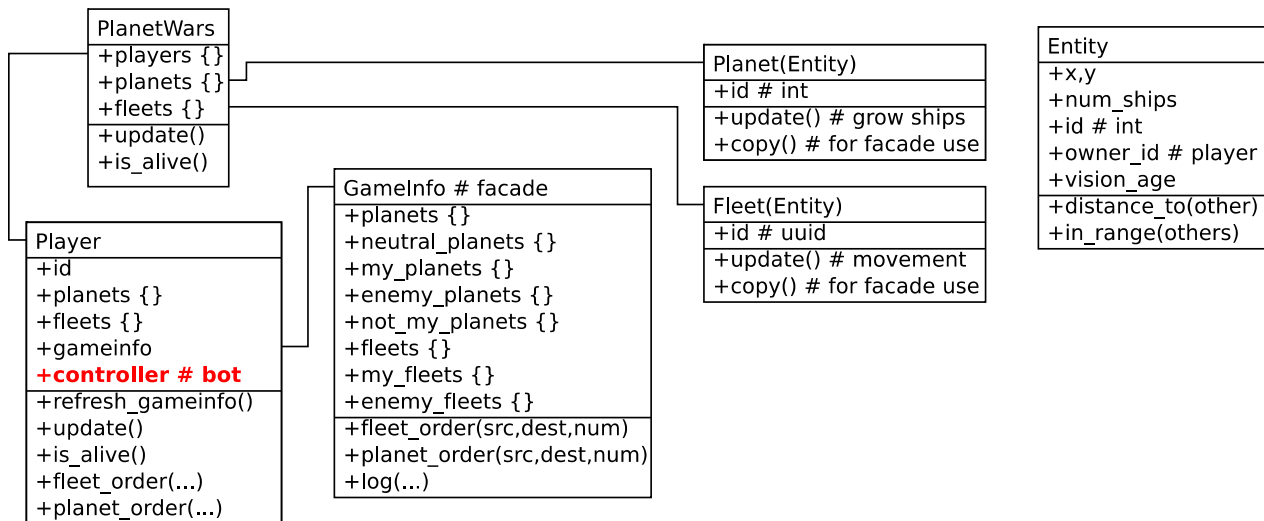 PlanetWars
+players {}
+planets {}
+fleets {}
+update()
+is_alive()
Player
+id
+planets {}
+fleets {}
+gameinfo
+controller # bot
+refresh_gameinfo()
+update()
+is_alive()
+fleet_order(...)
+planet_order(...)
GameInfo # facade
+planets {}
+neutral_planets {}
+my_planets {}
+enemy_planets {}
+not_my_planets {}
+fleets {}
+my_fleets {}
+enemy_fleets {}
+fleet_order(src,dest,num)
+planet_order(src,dest,num)
+log(...)
Planet(Entity)
+id # int
+update() # grow ships
+copy() # for facade use
Fleet(Entity)
+id # uuid
+update() # movement
+copy() # for facade use
Entity
+x,y
+num_ships
+id # int
+owner_id # player
+vision_age
+distance_to(other)
+in_range(others)